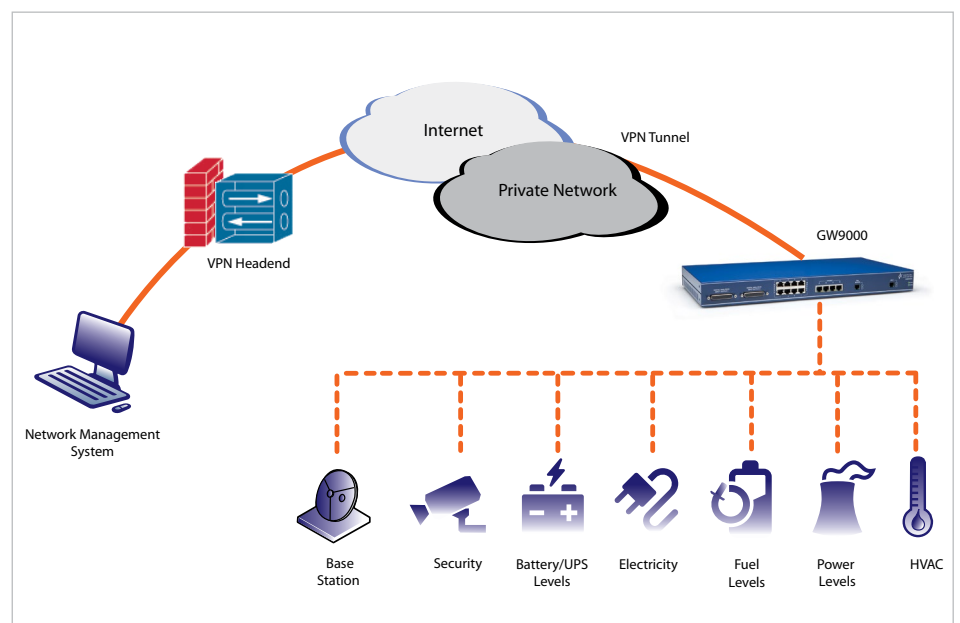 Internet
VPN Tunnel
Private Network
GW9000
VPN Headend
Network Management
System
Base
Station
Security
Battery/UPS
Levels
Electricity
Fuel
Levels
Power
Levels
HVAC